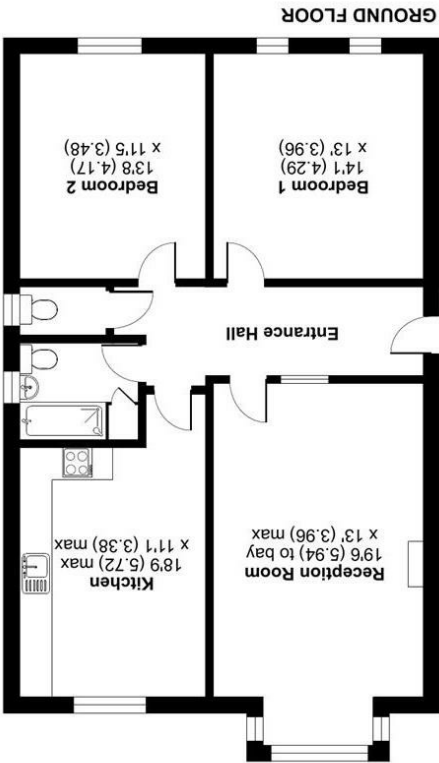 Reception Room
19'6 (5.94) to bay
x 13' (3.96) max
Kitchen
18'9 (5.72) max
x 11'1 (3.38) max
Entrance Hall
Bedroom 1
14'1 (4.29)
x 13' (3.96)
Bedroom 2
13'8 (4.17)
x 11'5 (3.48)
GROUND FLOOR